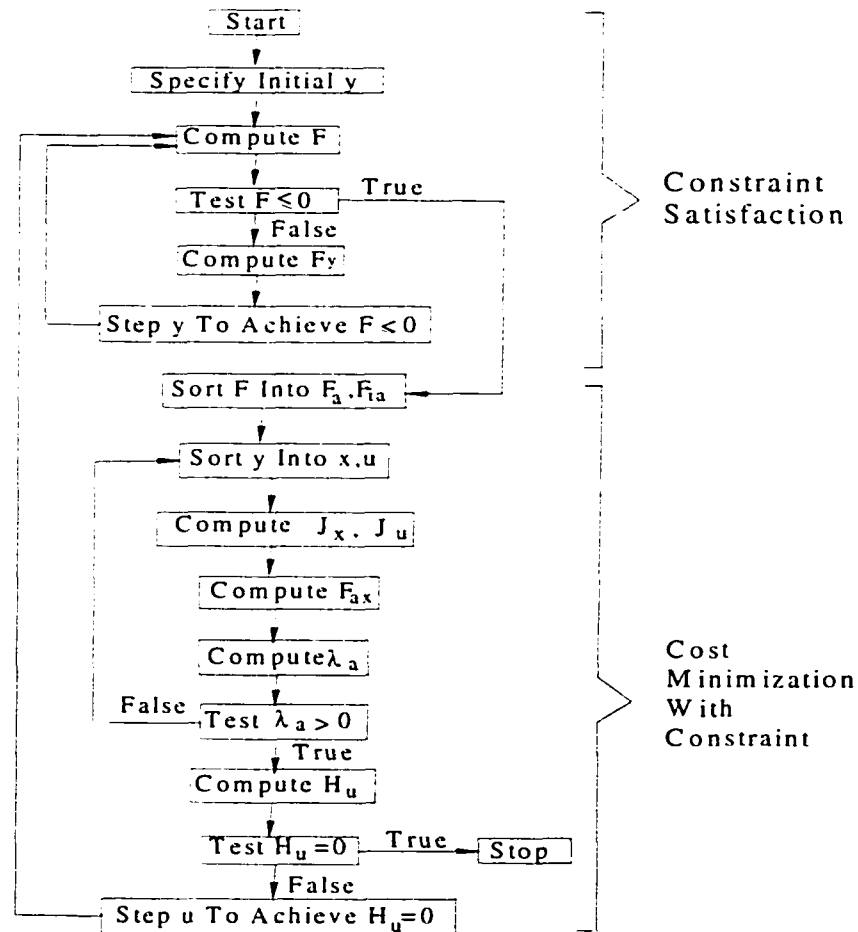 Start
Specify Initial y
Compute F
Test F ≤ 0
True
False
Compute Fy
Step y To Achieve F < 0
Constraint
Satisfaction
Sort F Into Fa. Fia
Sort y Into x,u
Compute Jx. Ju
Compute Fax
Compute λa
False
Test λa > 0
True
Compute Hu
Test Hu = 0
True
Stop
False
Step u To Achieve Hu=0
Cost
Minimization
With
Constraint